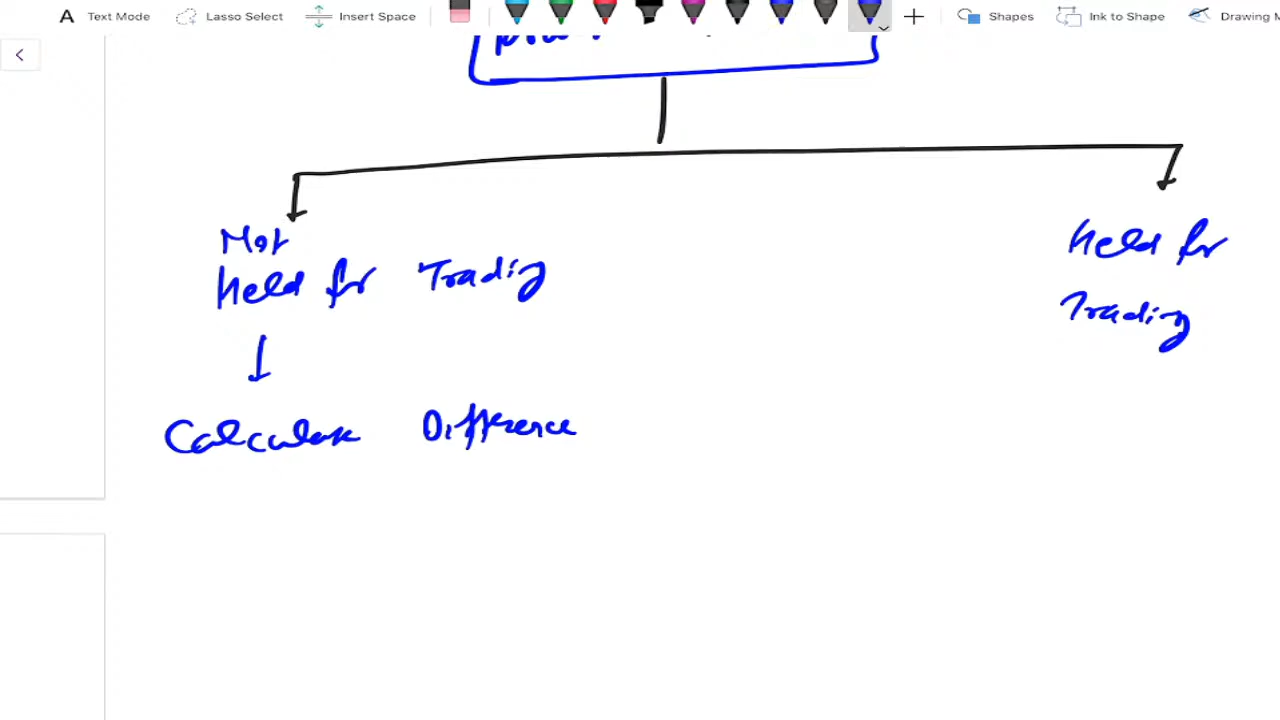 Text Mode Lasso Select Insert Space Shapes Ink to Shape Drawing M
Not
Held for Trading
Held for
Trading
Calculate Difference